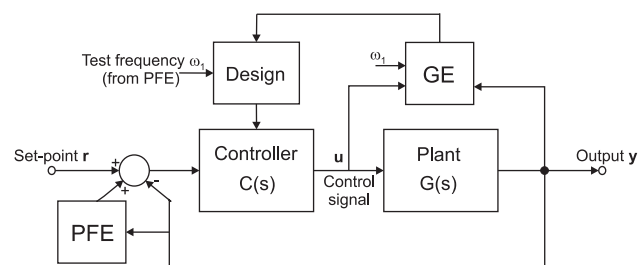 Test frequency ω1
(from PFE)
Design
ω1
GE
Set-point r
+
+
-
Controller
C(s)
u
Control
signal
Plant
G(s)
Output y
PFE